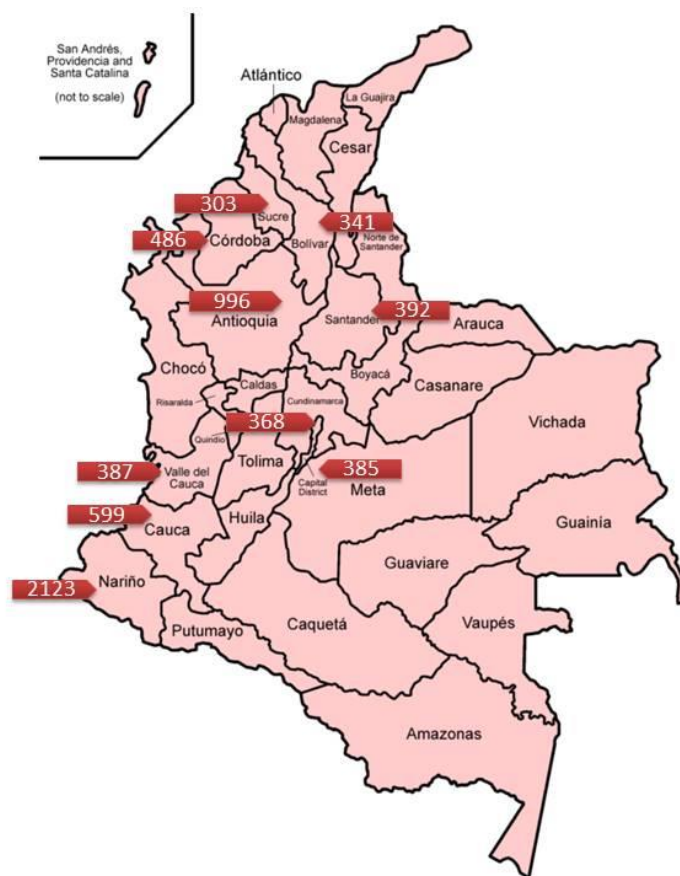 San Andrés,
Providencia and
Santa Catalina
(not to scale)
Atlántico
La Guajira
Magdalena
Cesar
303
Sucre
341
486
Córdoba
Bolívar
Norte de
Santander
996
Antioquia
Santander
392
Arauca
Chocó
Boyacá
Caldas
Casanare
Risaralda
Cundinamarca
Vichada
368
Quindío
Tolima
387
Valle del
Cauca
Capital
District
385
Meta
599
Cauca
Huila
Guainía
Guaviare
2123
Nariño
Putumayo
Caquetá
Vaupés
Amazonas